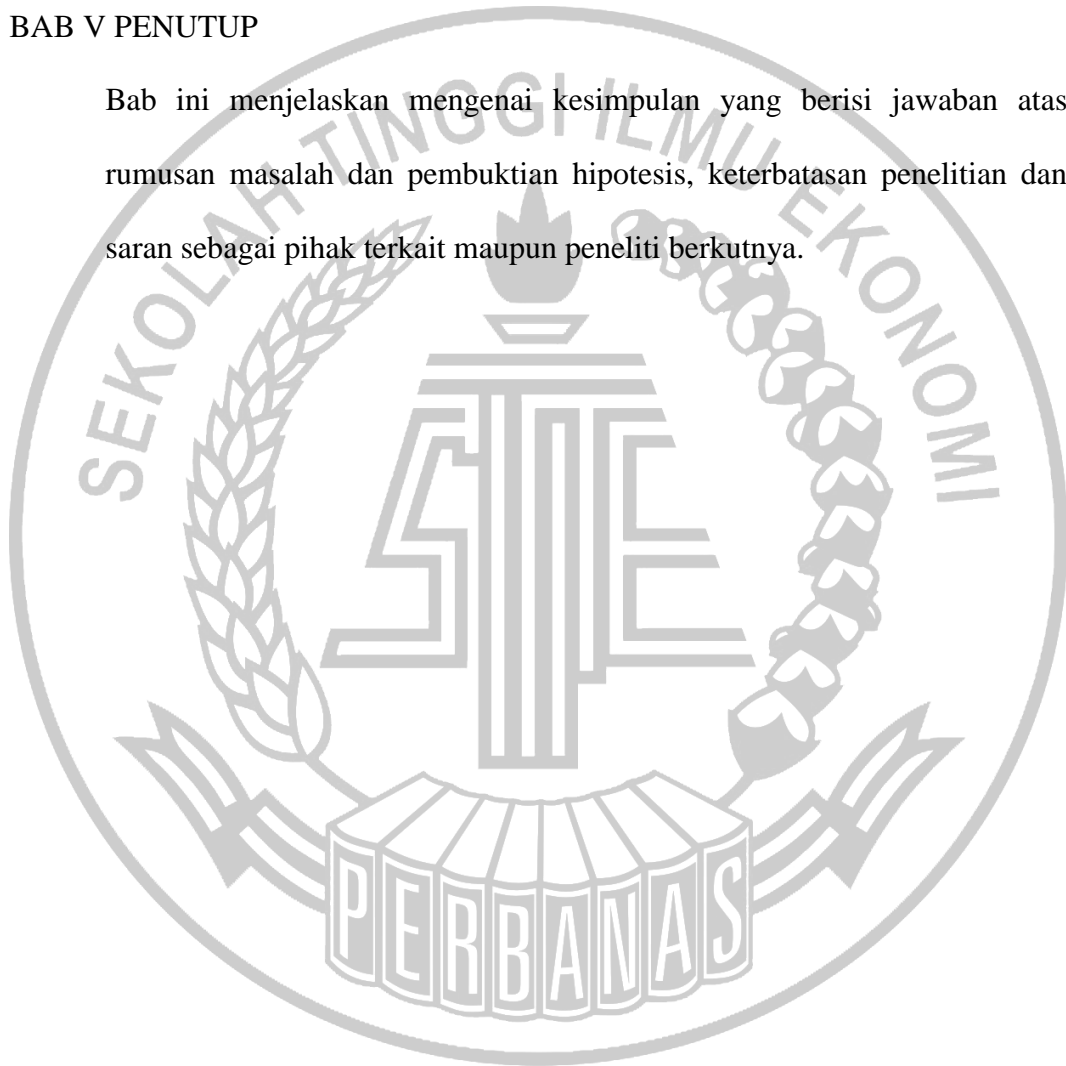 BAB V PENUTUP
Bab ini menjelaskan mengenai kesimpulan yang berisi jawaban atas
rumusan masalah dan pembuktian hipotesis, keterbatasan penelitian dan
saran sebagai pihak terkait maupun peneliti berkutnya.
SEKOLAH TINGGI ILMU EKONOMI
STIE
PERBANAS